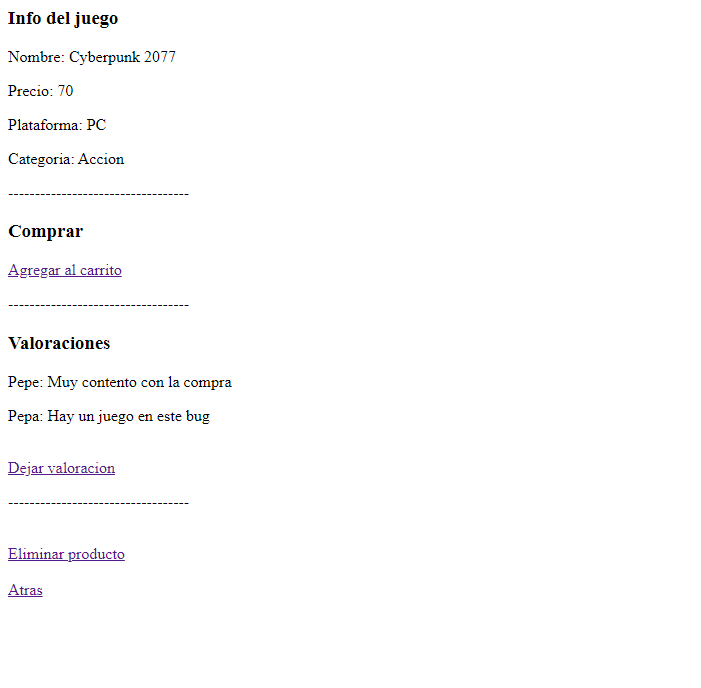 Info del juego
Nombre: Cyberpunk 2077
Precio: 70
Plataforma: PC
Categoria: Accion
----------------------------------
Comprar
Agregar al carrito
----------------------------------
Valoraciones
Pepe: Muy contento con la compra
Pepa: Hay un juego en este bug
Dejar valoracion
----------------------------------
Eliminar producto
Atras